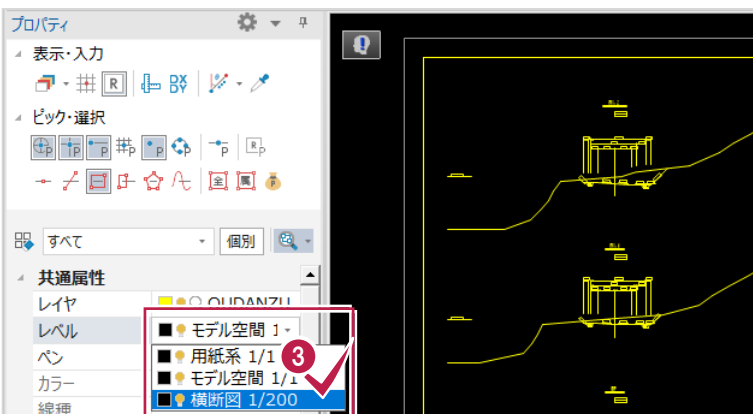 プロパティ
表示・入力
R
ピック・選択
P P P P P P P R P
全 属 P
すべて 個別
共通属性
レイヤ OUDANZU
レベル モデル空間 1
ペン 用紙系 1/1
カラー モデル空間 1/1
線種 横断図 1/200
3